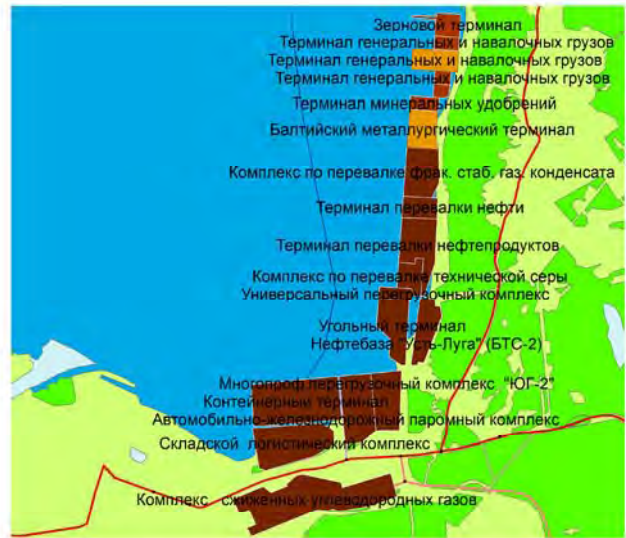 Зерновой терминал
Терминал генеральных и навалочных грузов
Терминал генеральных и навалочных грузов
Терминал генеральных и навалочных грузов
Терминал минеральных удобрений
Балтийский металлургический терминал
Комплекс по перевалке фрак. стаб. газ. конденсата
Терминал перевалки нефти
Терминал перевалки нефтепродуктов
Комплекс по перевалке технической серы
Универсальный перегрузочный комплекс
Угольный терминал
Нефтебаза "Усть-Луга" (БТС-2)
Многопроф.перегрузочный комплекс "ЮГ-2"
Контейнерный терминал
Автомобильно-железнодорожный паромный комплекс
Складской логистический комплекс
Комплекс сжиженных углеводородных газов